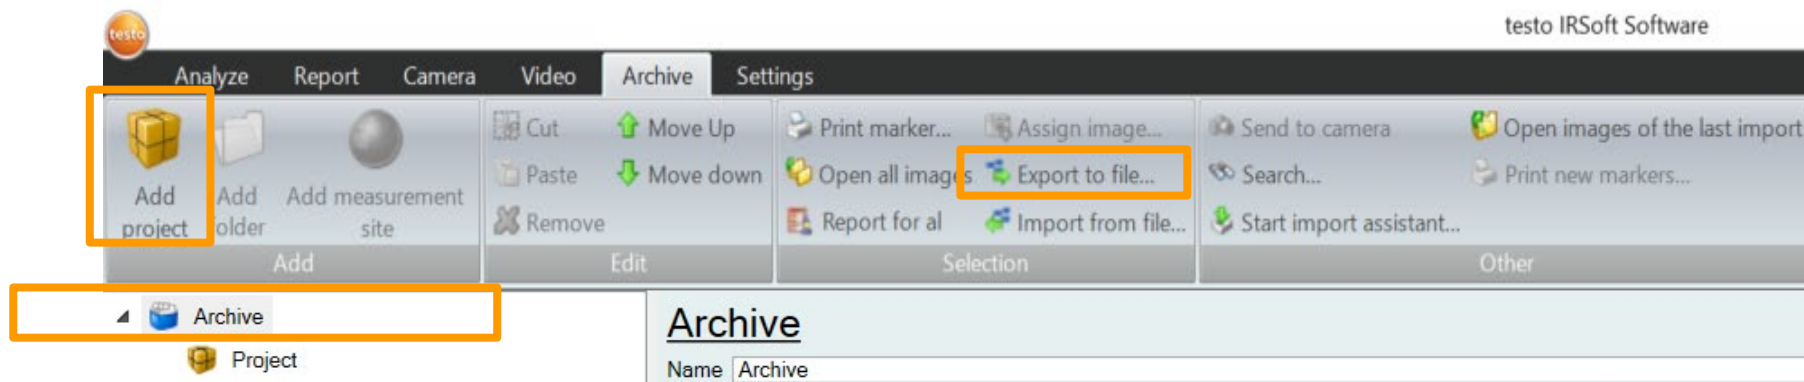 testo
testo IRSoft Software
Analyze Report Camera Video Archive Settings
Add project
Add folder
Add measurement site
Cut
Paste
Remove
Move Up
Move down
Print marker...
Open all images
Report for al
Assign image...
Export to file...
Import from file...
Send to camera
Search...
Start import assistant...
Open images of the last import
Print new markers...
Add Edit Selection Other
Archive
Project
Archive
Name Archive